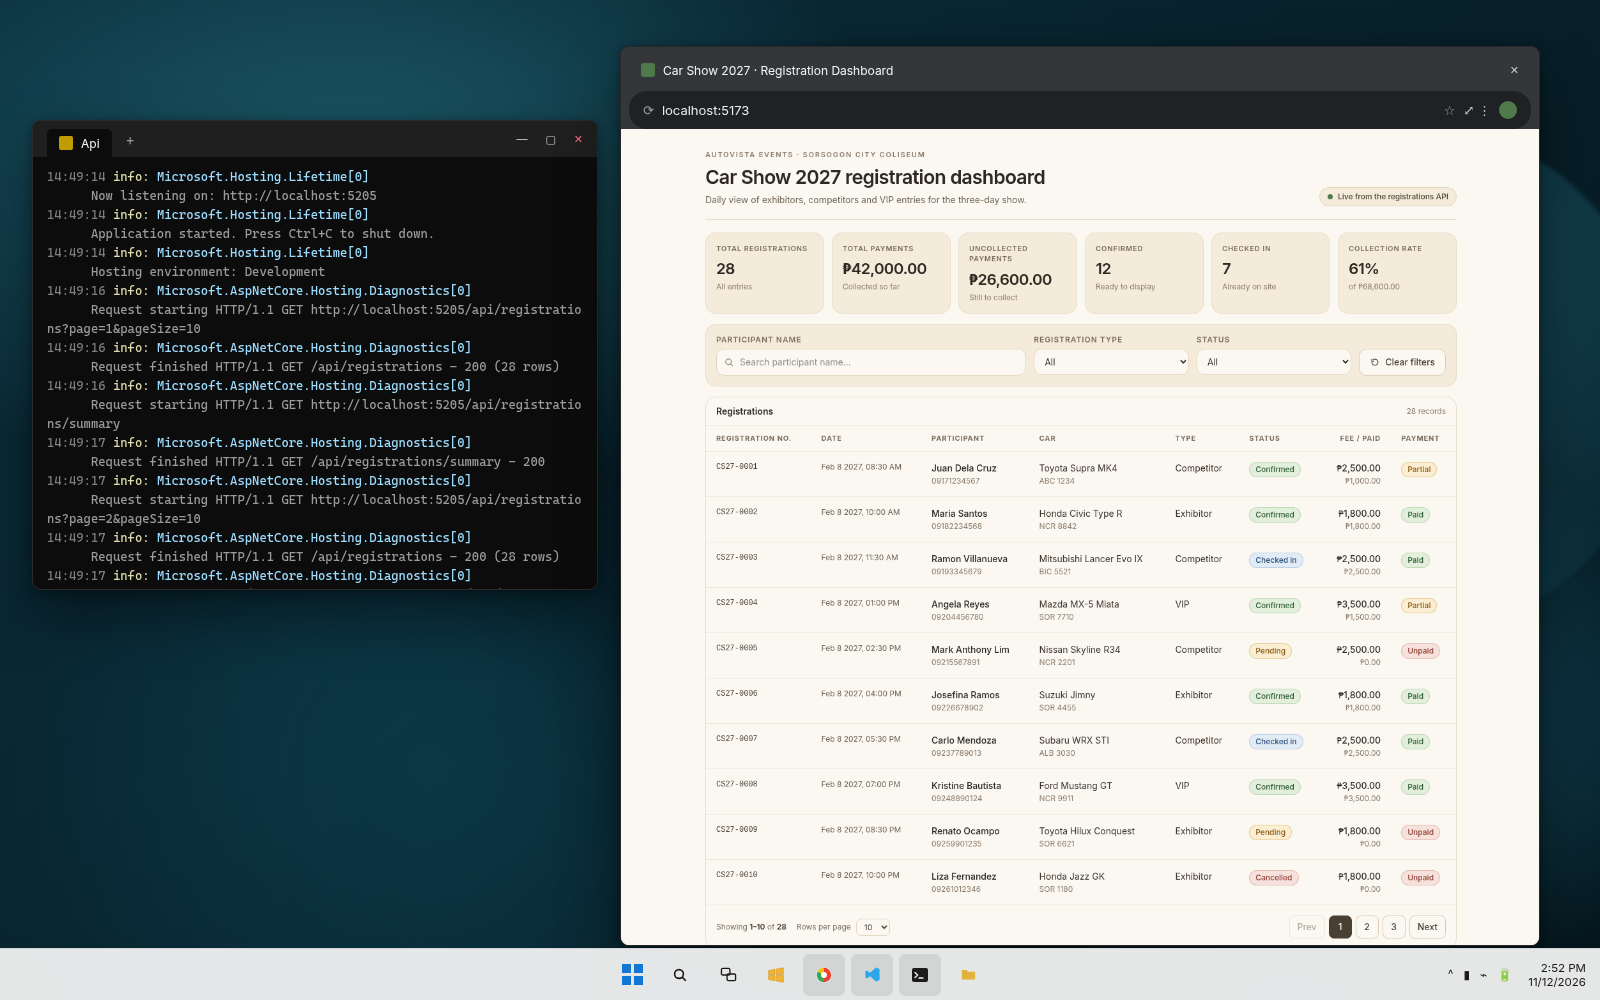 Api
14:49:14 info: Microsoft.Hosting.Lifetime[0]
Now listening on: http://localhost:5205
14:49:14 info: Microsoft.Hosting.Lifetime[0]
Application started. Press Ctrl+C to shut down.
14:49:14 info: Microsoft.Hosting.Lifetime[0]
Hosting environment: Development
14:49:16 info: Microsoft.AspNetCore.Hosting.Diagnostics[0]
Request starting HTTP/1.1 GET http://localhost:5205/api/registratio
ns?page=1&pageSize=10
14:49:16 info: Microsoft.AspNetCore.Hosting.Diagnostics[0]
Request finished HTTP/1.1 GET /api/registrations – 200 (28 rows)
14:49:16 info: Microsoft.AspNetCore.Hosting.Diagnostics[0]
Request starting HTTP/1.1 GET http://localhost:5205/api/registratio
ns/summary
14:49:17 info: Microsoft.AspNetCore.Hosting.Diagnostics[0]
Request finished HTTP/1.1 GET /api/registrations/summary – 200
14:49:17 info: Microsoft.AspNetCore.Hosting.Diagnostics[0]
Request starting HTTP/1.1 GET http://localhost:5205/api/registratio
ns?page=2&pageSize=10
14:49:17 info: Microsoft.AspNetCore.Hosting.Diagnostics[0]
Request finished HTTP/1.1 GET /api/registrations – 200 (28 rows)
14:49:17 info: Microsoft.AspNetCore.Hosting.Diagnostics[0]
Car Show 2027 · Registration Dashboard
localhost:5173
AUTOVISTA EVENTS · SORSOGON CITY COLISEUM
Car Show 2027 registration dashboard
Daily view of exhibitors, competitors and VIP entries for the three-day show.
Live from the registrations API
TOTAL REGISTRATIONS
28
All entries
TOTAL PAYMENTS
₱42,000.00
Collected so far
UNCOLLECTED
PAYMENTS
₱26,600.00
Still to collect
CONFIRMED
12
Ready to display
CHECKED IN
7
Already on site
COLLECTION RATE
61%
of ₱68,600.00
PARTICIPANT NAME REGISTRATION TYPE STATUS
Search participant name... All All Clear filters
Registrations 28 records
REGISTRATION NO. DATE PARTICIPANT CAR TYPE STATUS FEE / PAID PAYMENT
CS27-0001 Feb 8 2027, 08:30 AM Juan Dela Cruz Toyota Supra MK4 Competitor Confirmed ₱2,500.00 Partial
09171234567 ABC 1234 ₱1,000.00
CS27-0002 Feb 8 2027, 10:00 AM Maria Santos Honda Civic Type R Exhibitor Confirmed ₱1,800.00 Paid
09182234568 NCR 8842 ₱1,800.00
CS27-0003 Feb 8 2027, 11:30 AM Ramon Villanueva Mitsubishi Lancer Evo IX Competitor Checked in ₱2,500.00 Paid
09193345679 BIC 5521 ₱2,500.00
CS27-0004 Feb 8 2027, 01:00 PM Angela Reyes Mazda MX-5 Miata VIP Confirmed ₱3,500.00 Partial
09204456780 SOR 7710 ₱1,500.00
CS27-0005 Feb 8 2027, 02:30 PM Mark Anthony Lim Nissan Skyline R34 Competitor Pending ₱2,500.00 Unpaid
09215567891 NCR 2201 ₱0.00
CS27-0006 Feb 8 2027, 04:00 PM Josefina Ramos Suzuki Jimny Exhibitor Confirmed ₱1,800.00 Paid
09226678902 SOR 4455 ₱1,800.00
CS27-0007 Feb 8 2027, 05:30 PM Carlo Mendoza Subaru WRX STI Competitor Checked in ₱2,500.00 Paid
09237789013 ALB 3030 ₱2,500.00
CS27-0008 Feb 8 2027, 07:00 PM Kristine Bautista Ford Mustang GT VIP Confirmed ₱3,500.00 Paid
09248890124 NCR 9911 ₱3,500.00
CS27-0009 Feb 8 2027, 08:30 PM Renato Ocampo Toyota Hilux Conquest Exhibitor Pending ₱1,800.00 Unpaid
09259901235 SOR 6621 ₱0.00
CS27-0010 Feb 8 2027, 10:00 PM Liza Fernandez Honda Jazz GK Exhibitor Cancelled ₱1,800.00 Unpaid
09261012346 SOR 1180 ₱0.00
Showing 1–10 of 28 Rows per page 10 Prev 1 2 3 Next
2:52 PM
11/12/2026